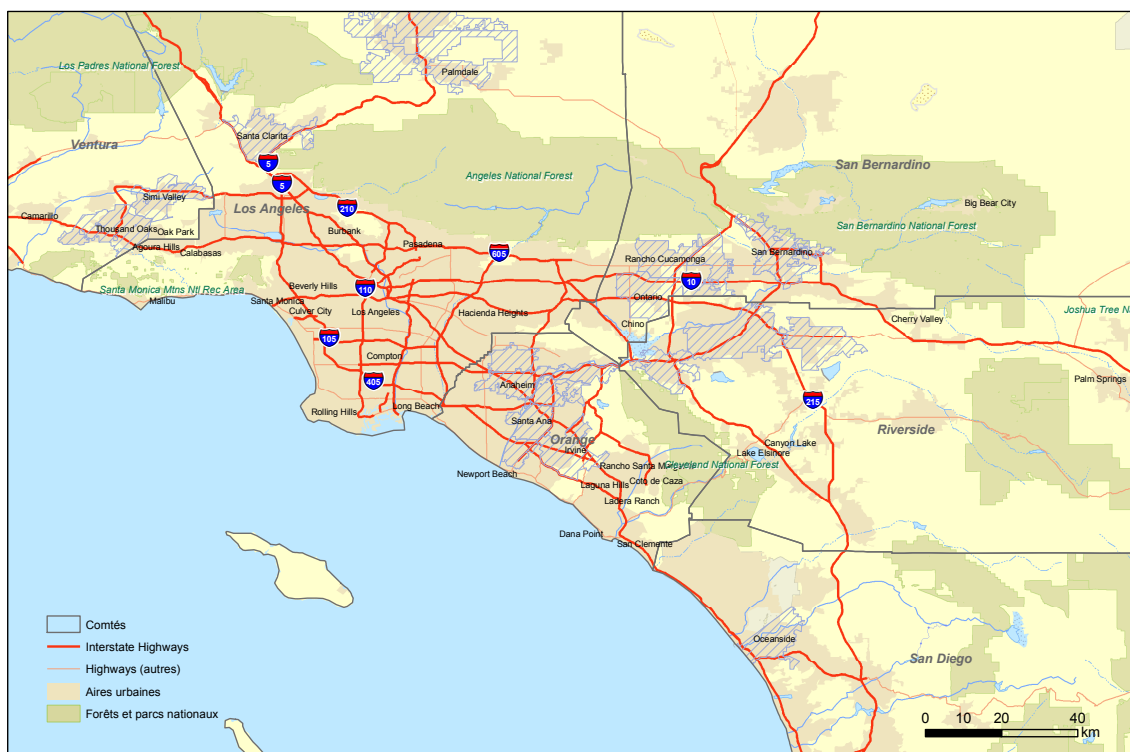 Los Padres National Forest
Palmdale
Santa Clarita
Ventura
5
Angeles National Forest
San Bernardino
5
Simi Valley
Los Angeles
210
Big Bear City
Camarillo
Thousand Oaks
Oak Park
Burbank
San Bernardino National Forest
Agoura Hills
Calabasas
Pasadena
605
Rancho Cucamonga
San Bernardino
Santa Monica Mtns Ntl Rec Area
Malibu
Beverly Hills
110
10
Santa Monica
Culver City
Los Angeles
Hacienda Heights
Ontario
Chino
Cherry Valley
Joshua Tree N
105
Compton
405
Anaheim
Palm Springs
Rolling Hills
Long Beach
Santa Ana
215
Riverside
Orange
Irvine
Canyon Lake
Lake Elsinore
Newport Beach
Rancho Santa
Cleveland National Forest
Laguna Hills
Coto de Caza
Ladera Ranch
Dana Point
San Clemente
Oceanside
San Diego
Comtés
Interstate Highways
Highways (autres)
Aires urbaines
Forêts et parcs nationaux
0 10 20 40
km